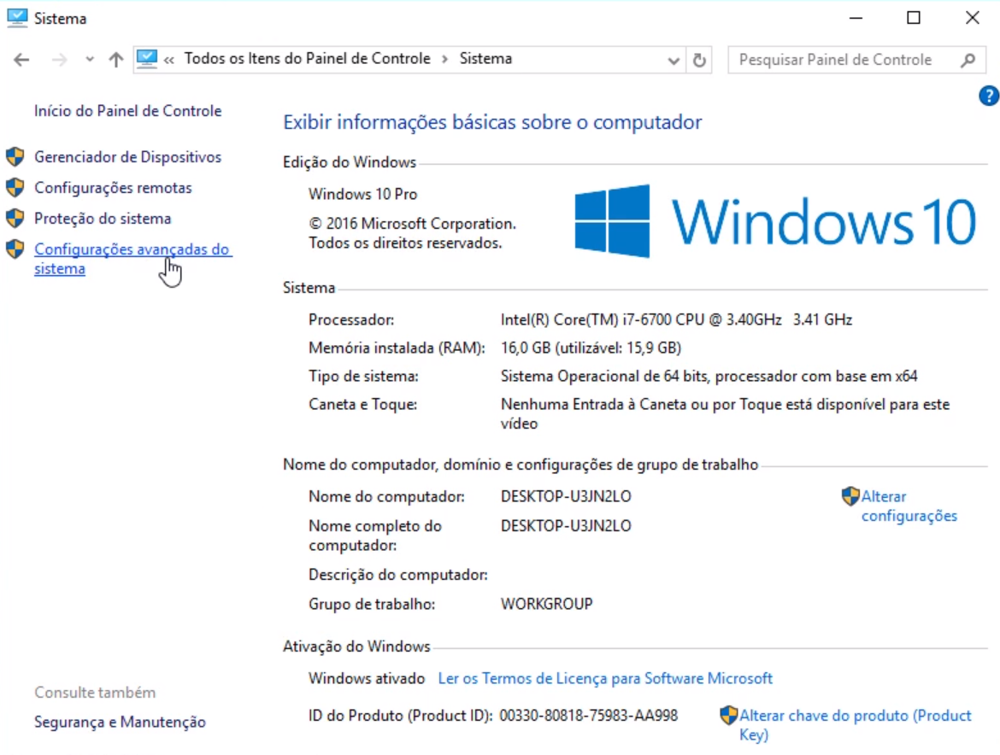 Sistema
« Todos os Itens do Painel de Controle › Sistema
Pesquisar Painel de Controle
?
Início do Painel de Controle
Gerenciador de Dispositivos
Configurações remotas
Proteção do sistema
Configurações avançadas do
sistema
Exibir informações básicas sobre o computador
Edição do Windows
Windows 10 Pro
© 2016 Microsoft Corporation.
Todos os direitos reservados.
Windows 10
Sistema
Processador: Intel(R) Core(TM) i7-6700 CPU @ 3.40GHz 3.41 GHz
Memória instalada (RAM): 16,0 GB (utilizável: 15,9 GB)
Tipo de sistema: Sistema Operacional de 64 bits, processador com base em x64
Caneta e Toque: Nenhuma Entrada à Caneta ou por Toque está disponível para este
vídeo
Nome do computador, domínio e configurações de grupo de trabalho
Nome do computador: DESKTOP-U3JN2LO
Alterar
configurações
Nome completo do
computador:
DESKTOP-U3JN2LO
Descrição do computador:
Grupo de trabalho: WORKGROUP
Ativação do Windows
Windows ativado Ler os Termos de Licença para Software Microsoft
ID do Produto (Product ID): 00330-80818-75983-AA998
Alterar chave do produto (Product
Key)
Consulte também
Segurança e Manutenção